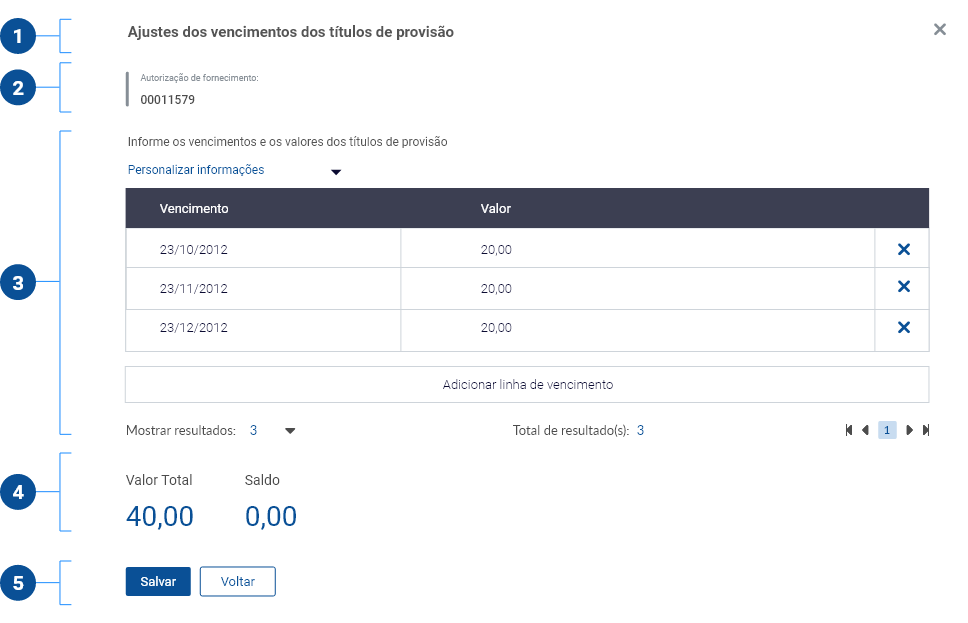 1
Ajustes dos vencimentos dos títulos de provisão
2
Autorização de fornecimento:
00011579
3
Informe os vencimentos e os valores dos títulos de provisão
Personalizar informações
Vencimento Valor
23/10/2012 20,00
23/11/2012 20,00
23/12/2012 20,00
Adicionar linha de vencimento
Mostrar resultados: 3 Total de resultado(s): 3 1
4
Valor Total Saldo
40,00 0,00
5
Salvar Voltar